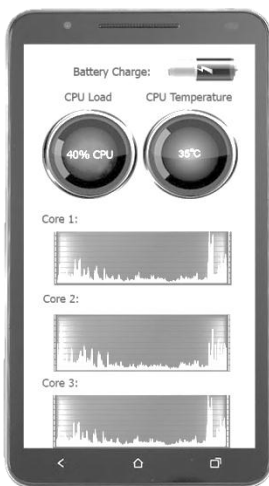 Battery Charge:
CPU Load CPU Temperature
40% CPU 35°C
Core 1:
Core 2:
Core 3: